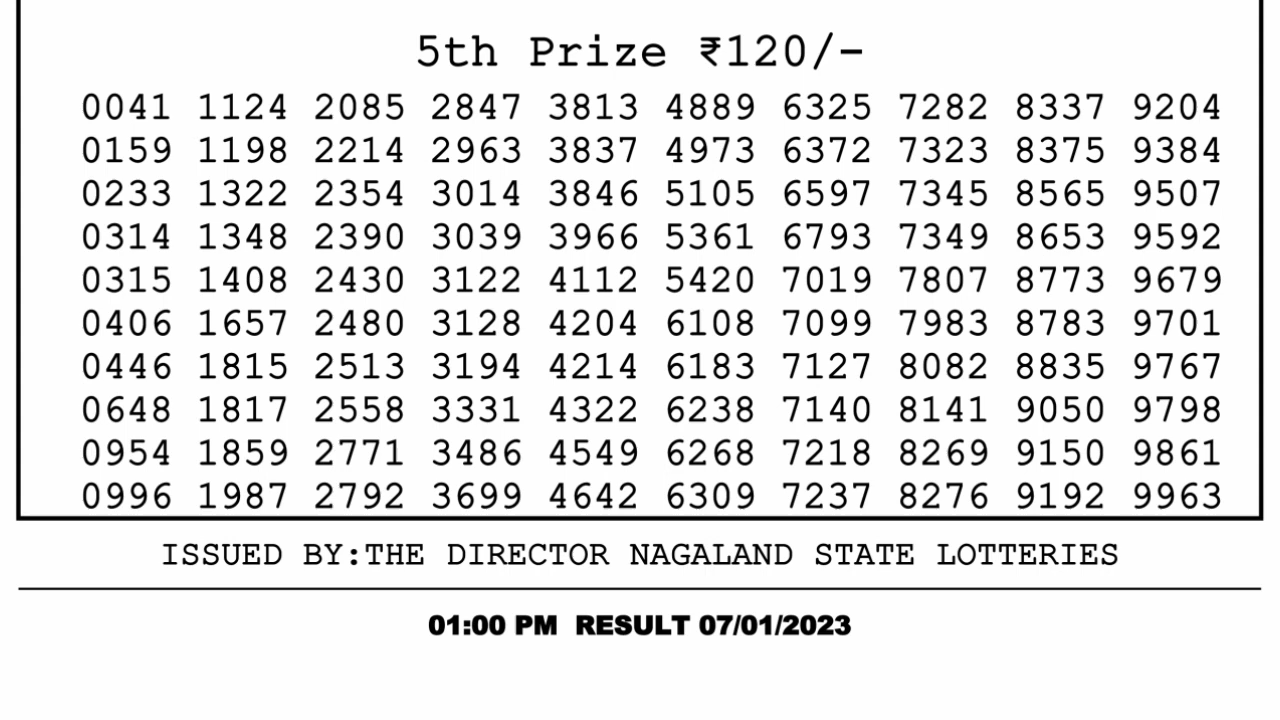 5th Prize ₹120/-
0041 1124 2085 2847 3813 4889 6325 7282 8337 9204
0159 1198 2214 2963 3837 4973 6372 7323 8375 9384
0233 1322 2354 3014 3846 5105 6597 7345 8565 9507
0314 1348 2390 3039 3966 5361 6793 7349 8653 9592
0315 1408 2430 3122 4112 5420 7019 7807 8773 9679
0406 1657 2480 3128 4204 6108 7099 7983 8783 9701
0446 1815 2513 3194 4214 6183 7127 8082 8835 9767
0648 1817 2558 3331 4322 6238 7140 8141 9050 9798
0954 1859 2771 3486 4549 6268 7218 8269 9150 9861
0996 1987 2792 3699 4642 6309 7237 8276 9192 9963
ISSUED BY:THE DIRECTOR NAGALAND STATE LOTTERIES
01:00 PM RESULT 07/01/2023